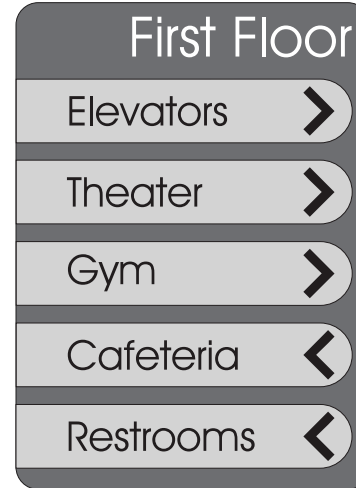 First Floor
Elevators
Theater
Gym
Cafeteria
Restrooms